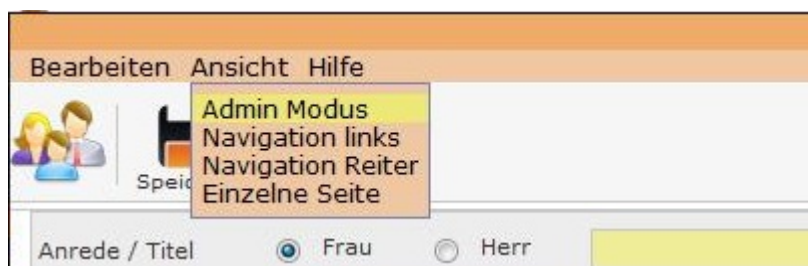 Bearbeiten Ansicht Hilfe
Admin Modus
Navigation links
Navigation Reiter
Einzelne Seite
Anrede / Titel Frau Herr